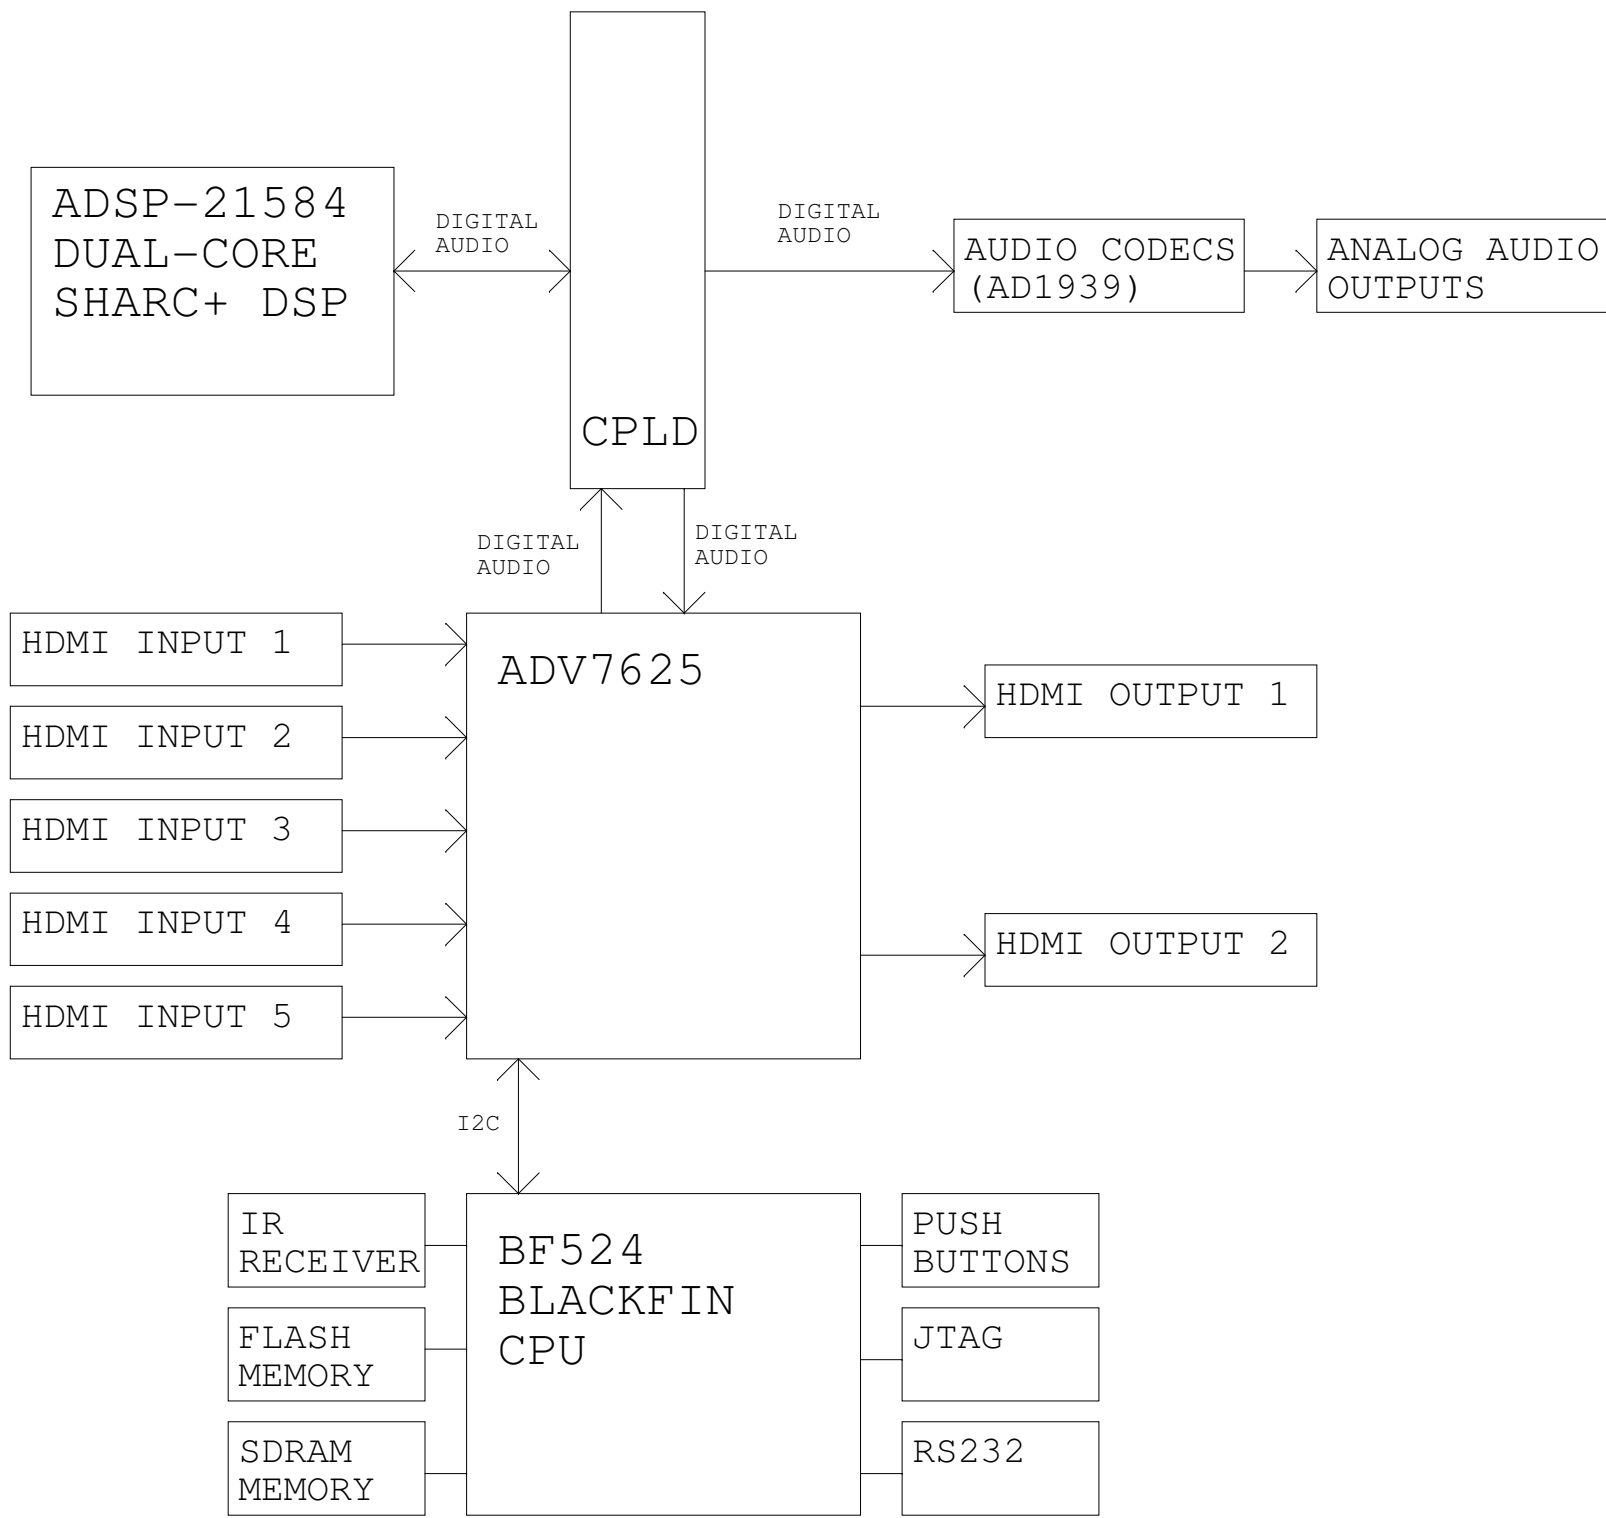 ADSP-21584
DUAL-CORE
SHARC+ DSP
DIGITAL
AUDIO
CPLD
DIGITAL
AUDIO
AUDIO CODECS
(AD1939)
ANALOG AUDIO
OUTPUTS
DIGITAL
AUDIO
DIGITAL
AUDIO
HDMI INPUT 1
HDMI INPUT 2
HDMI INPUT 3
HDMI INPUT 4
HDMI INPUT 5
ADV7625
HDMI OUTPUT 1
HDMI OUTPUT 2
I2C
IR
RECEIVER
FLASH
MEMORY
SDRAM
MEMORY
BF524
BLACKFIN
CPU
PUSH
BUTTONS
JTAG
RS232